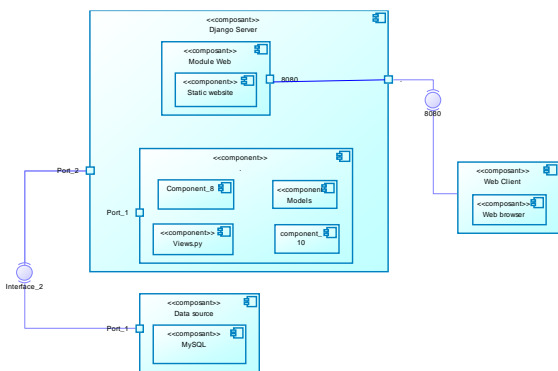 <<composant>>
Django Server
<<composant>>
Module Web
<<component>>
Static website
8080
8080
<<composant>>
Web Client
<<composant>>
Web browser
Port_2
<<component>>
Component_8
<<component
Models
Port_1
<<component>>
Views.py
component_
10
Interface_2
<<composant>>
Data source
Port_1
<<composant>>
MySQL